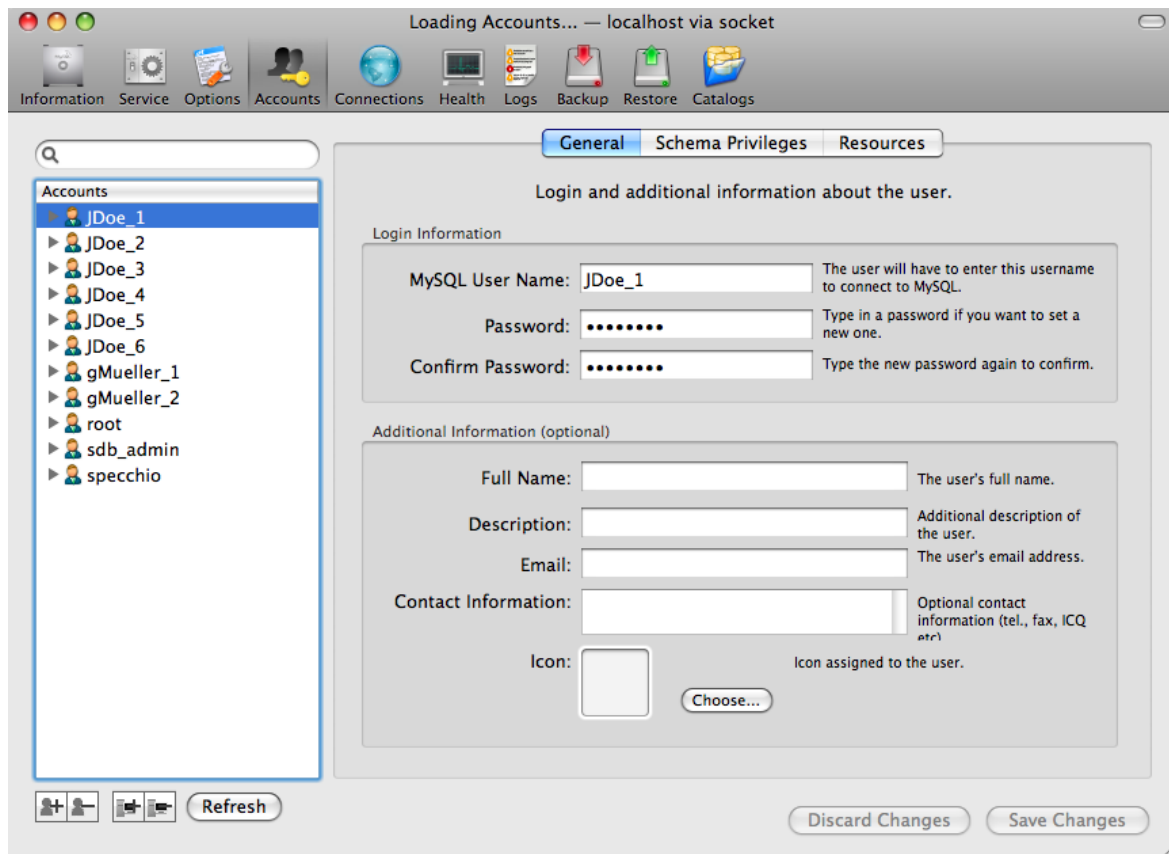 Loading Accounts... — localhost via socket
Information Service Options Accounts Connections Health Logs Backup Restore Catalogs
General Schema Privileges Resources
Accounts
JDoe_1
JDoe_2
JDoe_3
JDoe_4
JDoe_5
JDoe_6
gMueller_1
gMueller_2
root
sdb_admin
specchio
Login and additional information about the user.
Login Information
MySQL User Name: JDoe_1
The user will have to enter this username
to connect to MySQL.
Password: ••••••••
Type in a password if you want to set a
new one.
Confirm Password: ••••••••
Type the new password again to confirm.
Additional Information (optional)
Full Name:
The user's full name.
Description:
Additional description of
the user.
Email:
The user's email address.
Contact Information:
Optional contact
information (tel., fax, ICQ
etc)
Icon:
Icon assigned to the user.
Choose...
Refresh
Discard Changes Save Changes